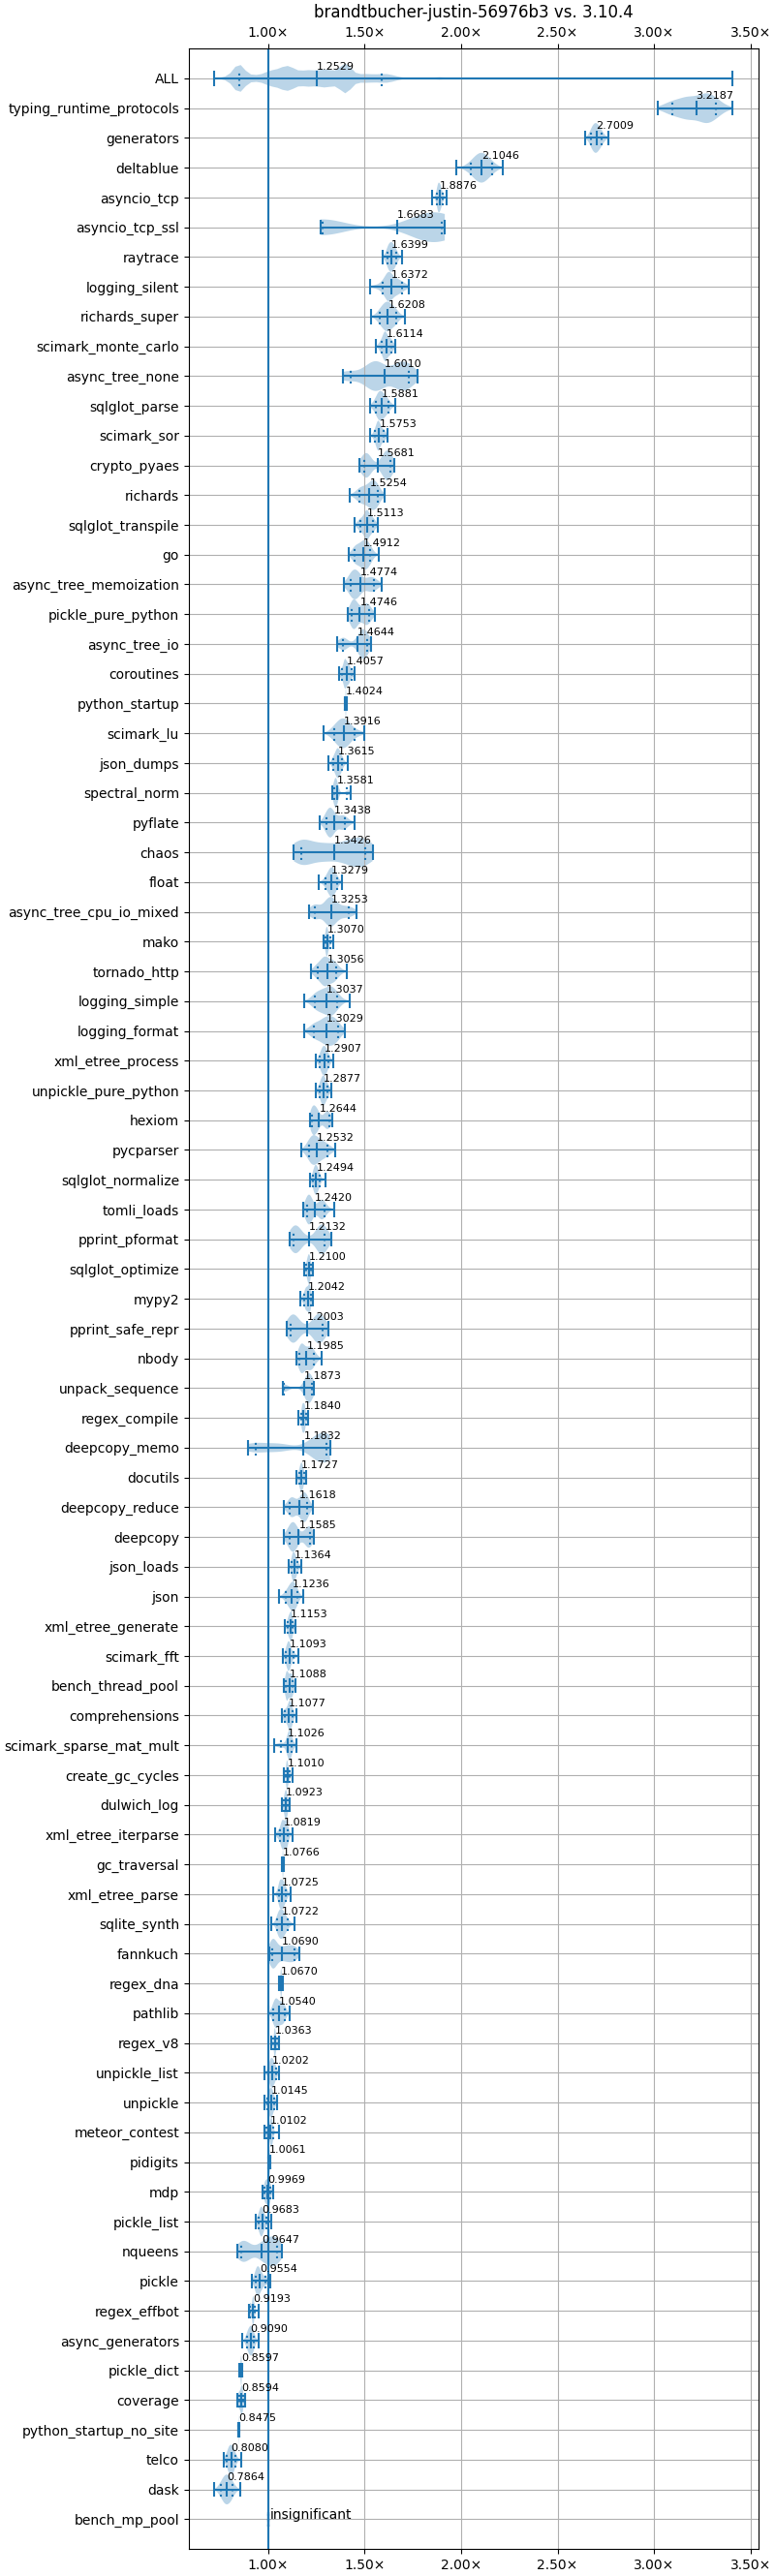 brandtbucher-justin-56976b3 vs. 3.10.4
1.00× 1.50× 2.00× 2.50× 3.00× 3.50×
ALL 1.2529
typing_runtime_protocols 3.2187
generators 2.7009
deltablue 2.1046
asyncio_tcp 1.8876
asyncio_tcp_ssl 1.6683
raytrace 1.6399
logging_silent 1.6372
richards_super 1.6208
scimark_monte_carlo 1.6114
async_tree_none 1.6010
sqlglot_parse 1.5881
scimark_sor 1.5753
crypto_pyaes 1.5681
richards 1.5254
sqlglot_transpile 1.5113
go 1.4912
async_tree_memoization 1.4774
pickle_pure_python 1.4746
async_tree_io 1.4644
coroutines 1.4057
python_startup 1.4024
scimark_lu 1.3916
json_dumps 1.3615
spectral_norm 1.3581
pyflate 1.3438
chaos 1.3426
float 1.3279
async_tree_cpu_io_mixed 1.3253
mako 1.3070
tornado_http 1.3056
logging_simple 1.3037
logging_format 1.3029
xml_etree_process 1.2907
unpickle_pure_python 1.2877
hexiom 1.2644
pycparser 1.2532
sqlglot_normalize 1.2494
tomli_loads 1.2420
pprint_pformat 1.2132
sqlglot_optimize 1.2100
mypy2 1.2042
pprint_safe_repr 1.2003
nbody 1.1985
unpack_sequence 1.1873
regex_compile 1.1840
deepcopy_memo 1.1832
docutils 1.1727
deepcopy_reduce 1.1618
deepcopy 1.1585
json_loads 1.1364
json 1.1236
xml_etree_generate 1.1153
scimark_fft 1.1093
bench_thread_pool 1.1088
comprehensions 1.1077
scimark_sparse_mat_mult 1.1026
create_gc_cycles 1.1010
dulwich_log 1.0923
xml_etree_iterparse 1.0819
gc_traversal 1.0766
xml_etree_parse 1.0725
sqlite_synth 1.0722
fannkuch 1.0690
regex_dna 1.0670
pathlib 1.0540
regex_v8 1.0363
unpickle_list 1.0202
unpickle 1.0145
meteor_contest 1.0102
pidigits 1.0061
mdp 0.9969
pickle_list 0.9683
nqueens 0.9647
pickle 0.9554
regex_effbot 0.9193
async_generators 0.9090
pickle_dict 0.8597
coverage 0.8594
python_startup_no_site 0.8475
telco 0.8080
dask 0.7864
bench_mp_pool insignificant
1.00× 1.50× 2.00× 2.50× 3.00× 3.50×